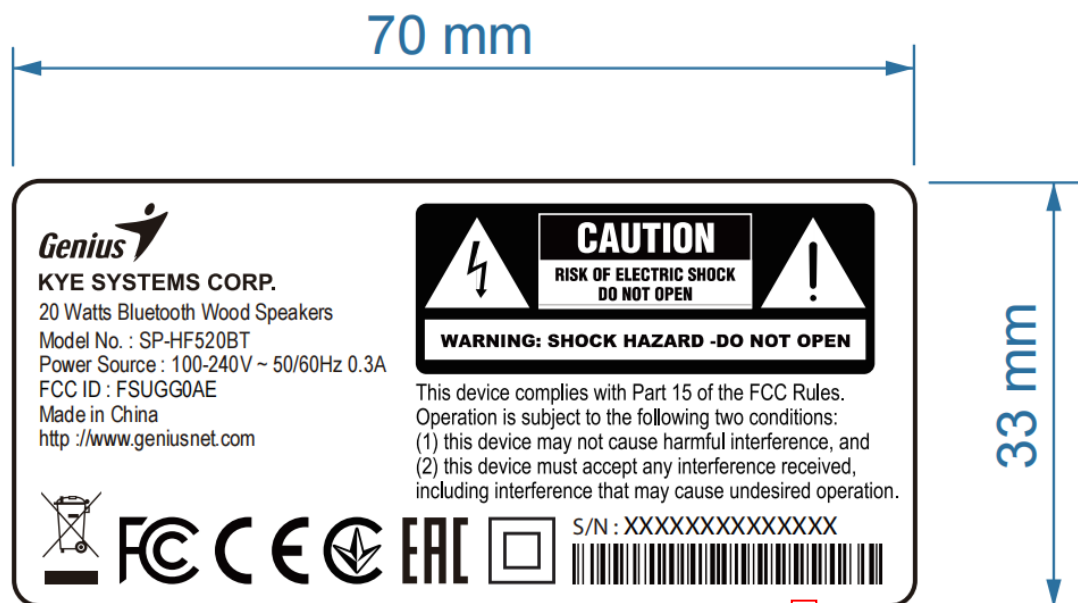 70 mm
33 mm
Genius
KYE SYSTEMS CORP.
20 Watts Bluetooth Wood Speakers
Model No. : SP-HF520BT
Power Source : 100-240V ~ 50/60Hz 0.3A
FCC ID : FSUGG0AE
Made in China
http ://www.geniusnet.com
CAUTION
RISK OF ELECTRIC SHOCK
DO NOT OPEN
WARNING: SHOCK HAZARD -DO NOT OPEN
This device complies with Part 15 of the FCC Rules.
Operation is subject to the following two conditions:
(1) this device may not cause harmful interference, and
(2) this device must accept any interference received,
including interference that may cause undesired operation.
FC CE EAC
S/N : XXXXXXXXXXXXXX